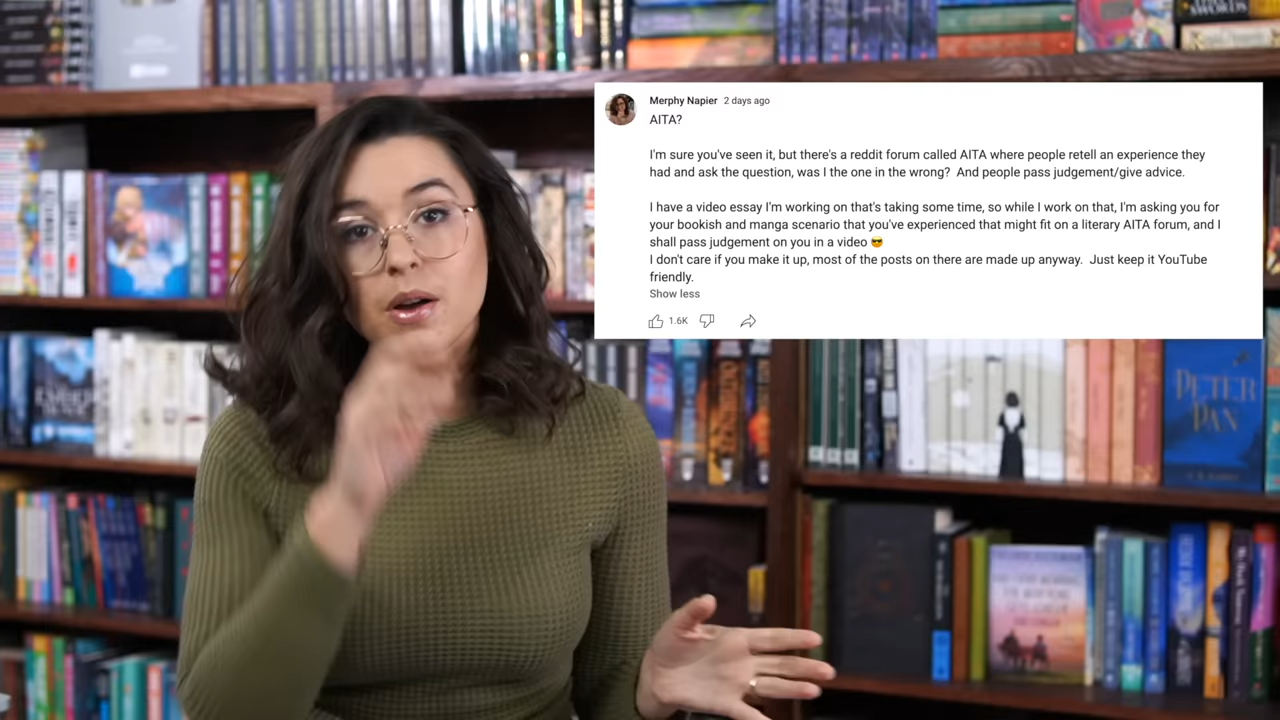 SWORDS
Merphy Napier 2 days ago
AITA?
I'm sure you've seen it, but there's a reddit forum called AITA where people retell an experience they
had and ask the question, was I the one in the wrong?  And people pass judgement/give advice.
I have a video essay I'm working on that's taking some time, so while I work on that, I'm asking you for
your bookish and manga scenario that you've experienced that might fit on a literary AITA forum, and I
shall pass judgement on you in a video 😎
I don't care if you make it up, most of the posts on there are made up anyway.  Just keep it YouTube
friendly.
Show less
1.6K
PETER
PAN